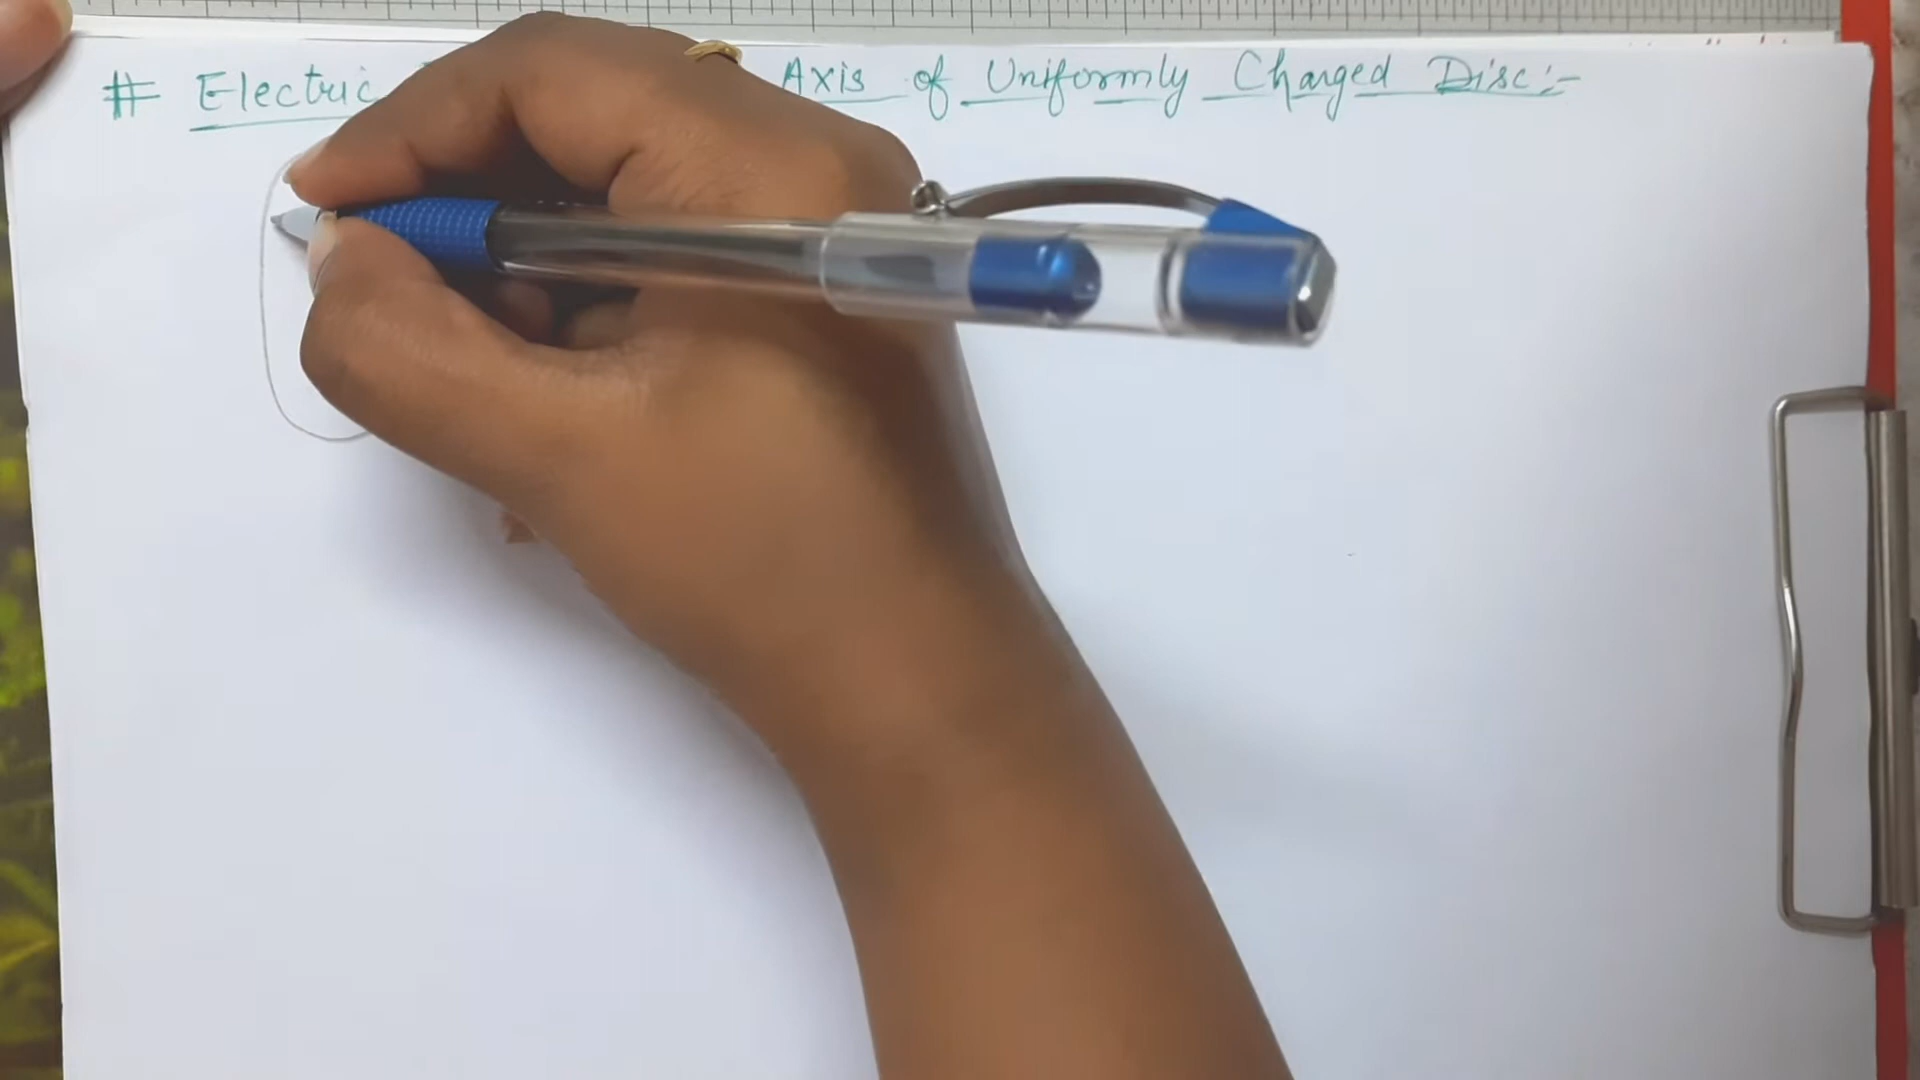 # Electric Axis of Uniformly Charged Disc :-